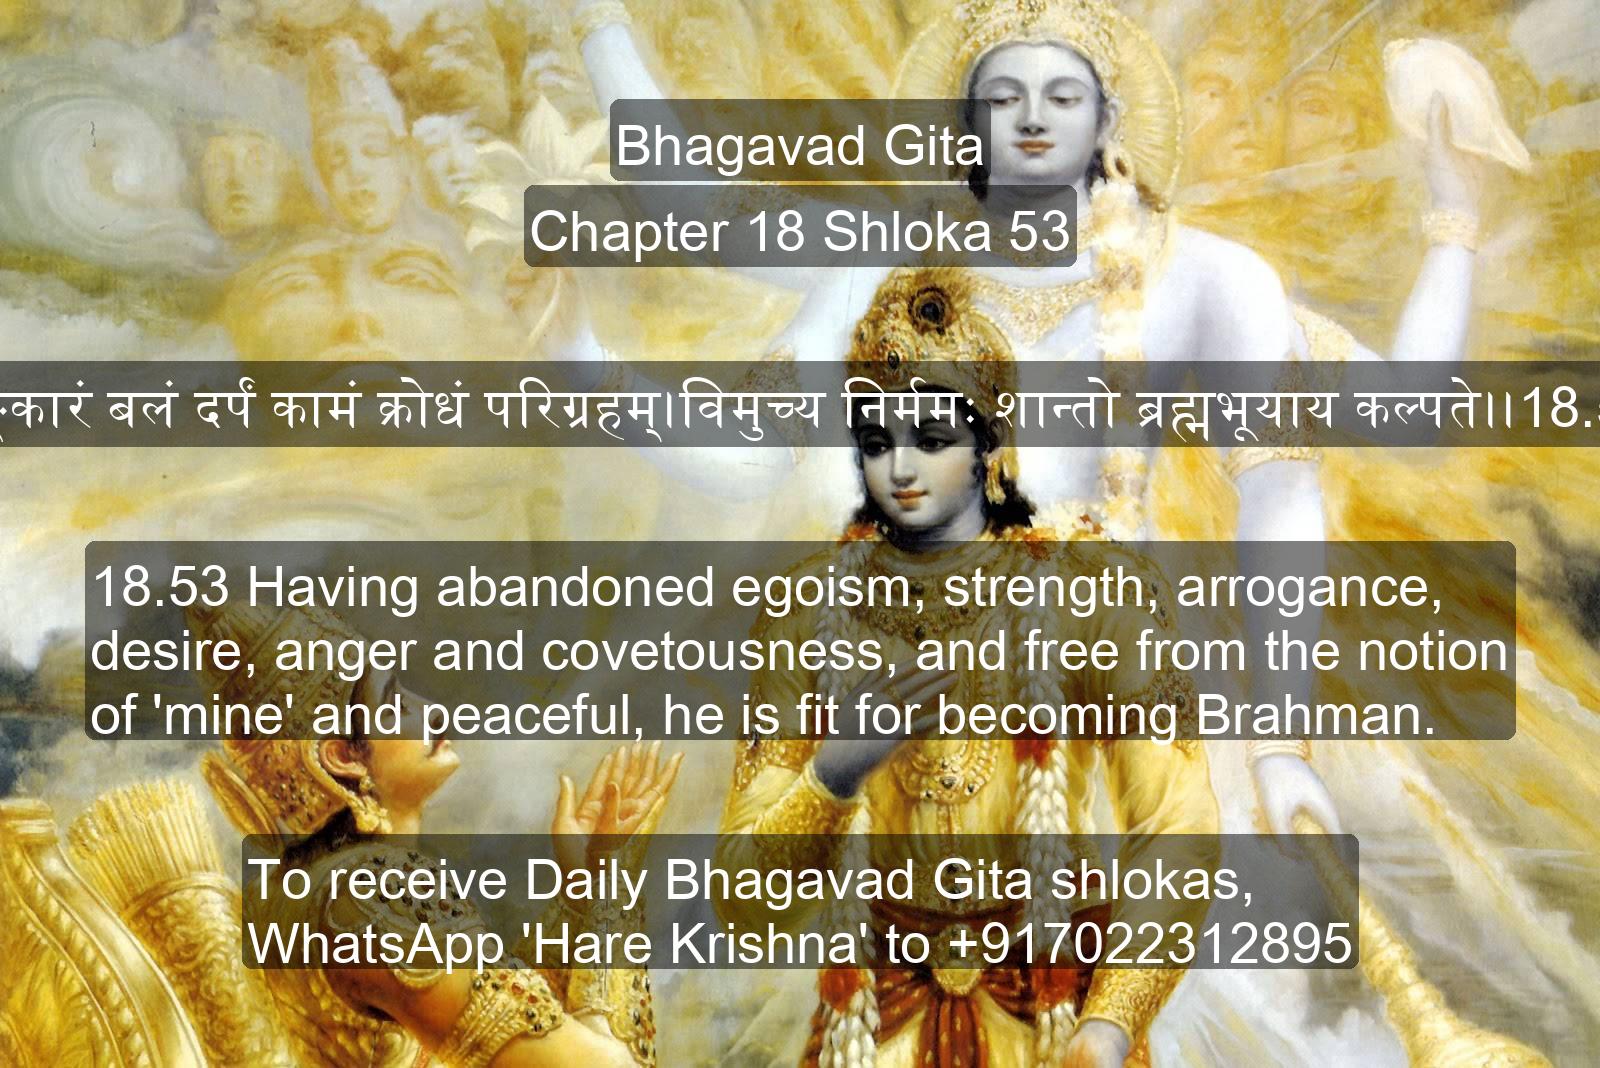 Bhagavad Gita
Chapter 18 Shloka 53
बलं दर्पं कामं क्रोधं परिग्रहम्।विमुच्य निर्ममः शान्तो ब्रह्मभूयाय कल्पते।।18.
18.53 Having abandoned egoism, strength, arrogance,
desire, anger and covetousness, and free from the notion
of 'mine' and peaceful, he is fit for becoming Brahman.
To receive Daily Bhagavad Gita shlokas,
WhatsApp 'Hare Krishna' to +917022312895